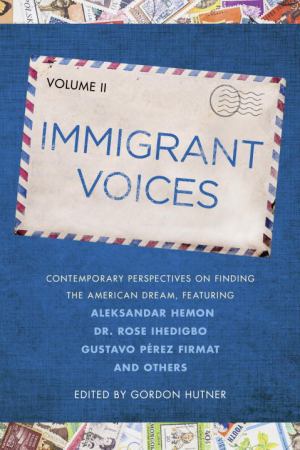 VOLUME II
IMMIGRANT
VOICES
CONTEMPORARY PERSPECTIVES ON FINDING
THE AMERICAN DREAM, FEATURING
ALEKSANDAR HEMON
DR. ROSE IHEDIGBO
GUSTAVO PÉREZ FIRMAT
AND OTHERS
EDITED BY GORDON HUTNER